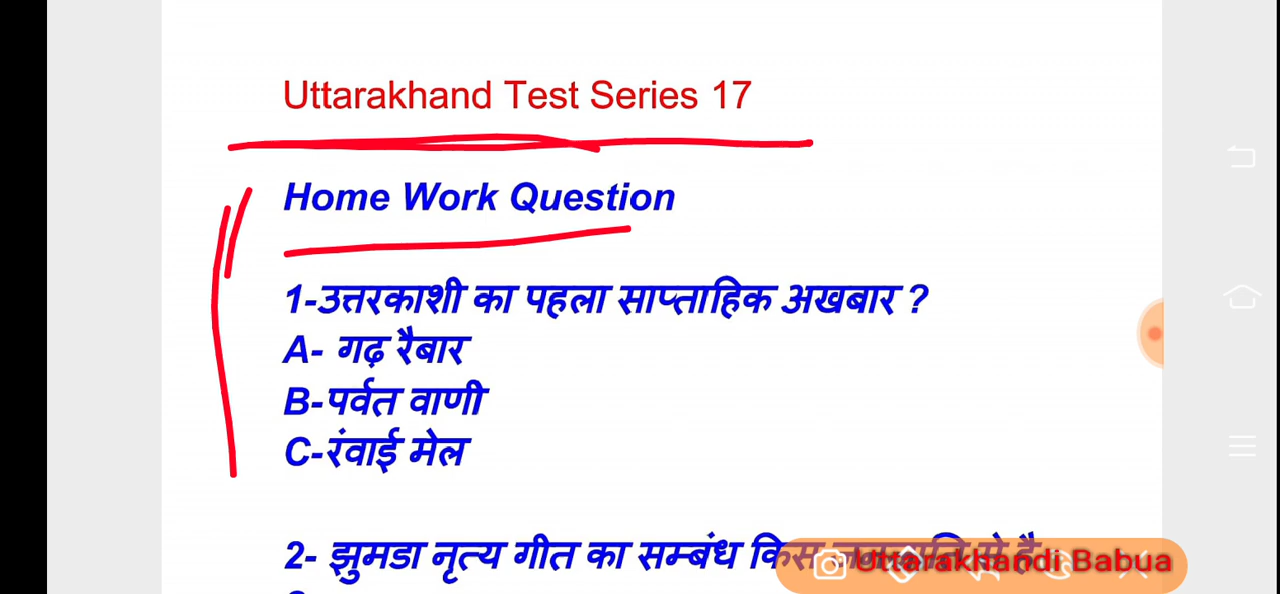 Uttarakhand Test Series 17
Home Work Question
1-उत्तरकाशी का पहला साप्ताहिक अखबार ?
A- गढ़ रैबार
B-पर्वत वाणी
C-रंवाई मेल
2- झुमडा नृत्य गीत का सम्बंध किस से है
Uttarakhandi Babua